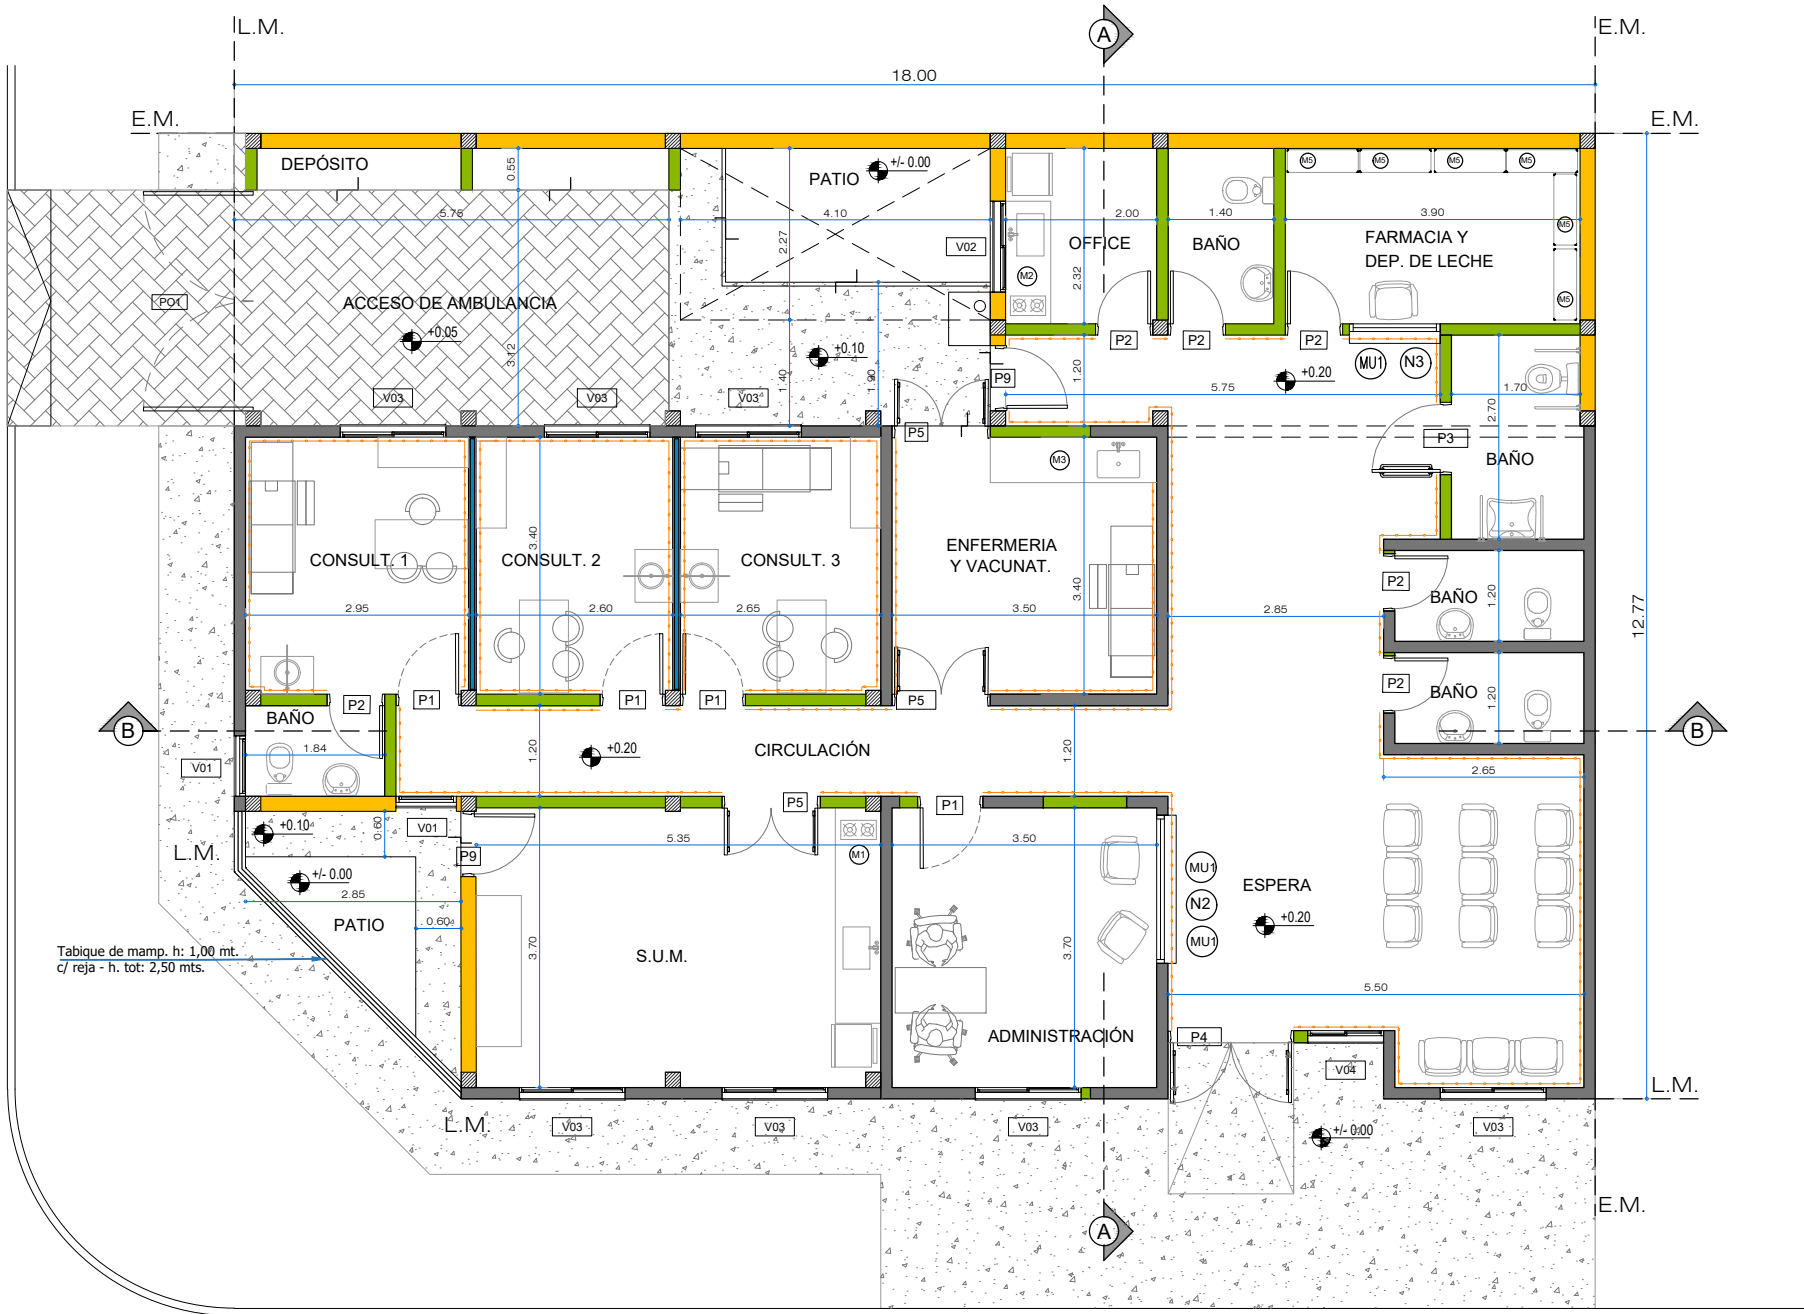 L.M.
A
E.M.
18.00
E.M.
E.M.
DEPÓSITO
0.55
PATIO
+/- 0.00
M5
M5
M5
M5
5.75
4.10
2.00
1.40
3.90
2.27
V02
OFFICE
BAÑO
FARMACIA Y
DEP. DE LECHE
M5
M2
2.32
M5
PO1
ACCESO DE AMBULANCIA
+0.05
3.12
+0.10
1.40
1.90
P2
P2
P2
MU1
N3
1.20
+0.20
P9
5.75
1.70
V03
V03
V03
2.70
P5
P3
BAÑO
M3
CONSULT. 1
CONSULT. 2
3.40
CONSULT. 3
ENFERMERIA
Y VACUNAT.
3.40
P2
BAÑO
1.20
2.95
2.60
2.65
3.50
2.85
12.77
P2
BAÑO
1.20
P2
P1
P1
P1
P5
BAÑO
B
1.84
1.20
+0.20
CIRCULACIÓN
1.20
B
V01
2.65
P5
P1
+0.10
0.60
V01
L.M.
P9
5.35
M1
3.50
+/- 0.00
2.85
MU1
ESPERA
N2
+0.20
MU1
PATIO
0.60
3.70
S.U.M.
3.70
Tabique de mamp. h: 1,00 mt.
c/ reja - h. tot: 2,50 mts.
5.50
ADMINISTRACIÓN
P4
V04
L.M.
L.M.
V03
V03
V03
+/- 0.00
V03
E.M.
A